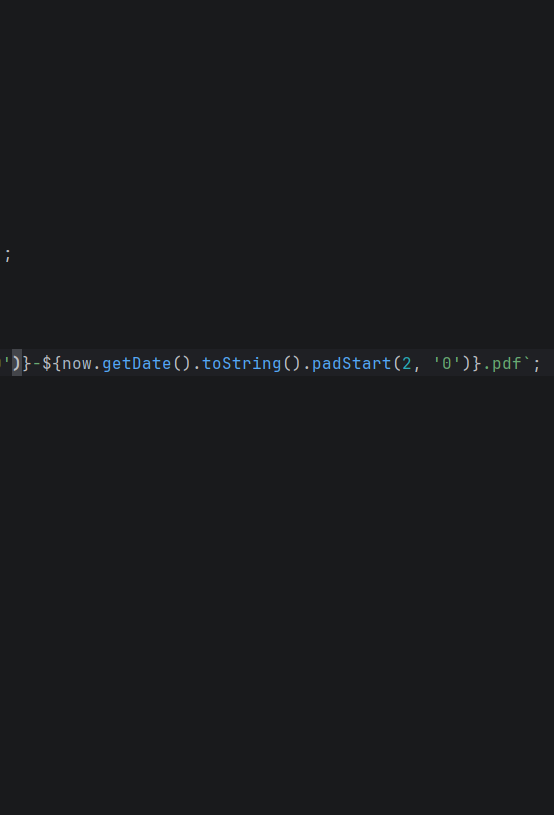 ;
')}-${now.getDate().toString().padStart(2, '0')}.pdf`;